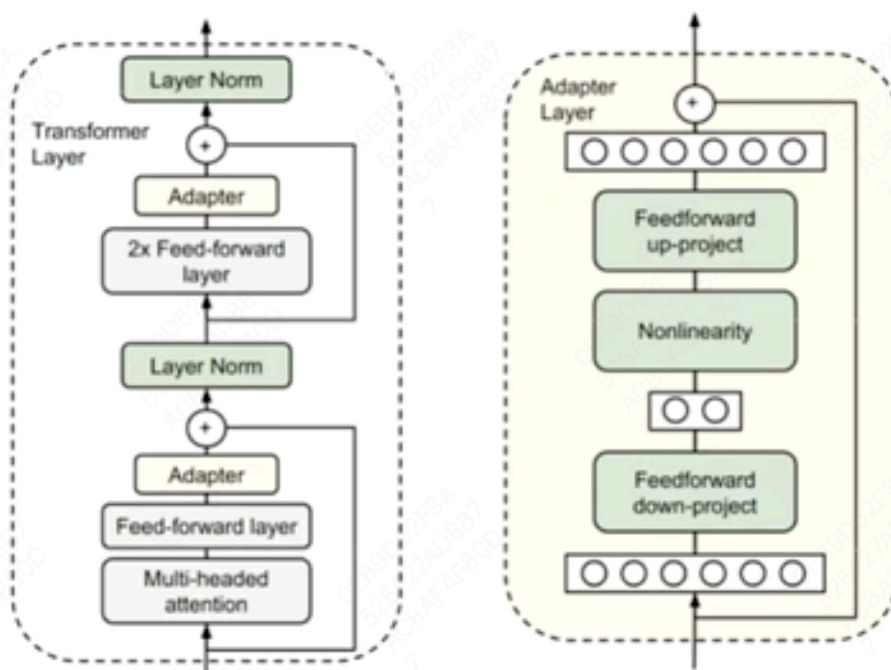 Layer Norm
Transformer
Layer
+
Adapter
2x Feed-forward
layer
Layer Norm
+
Adapter
Feed-forward layer
Multi-headed
attention
Adapter
Layer
+
Feedforward
up-project
Nonlinearity
Feedforward
down-project